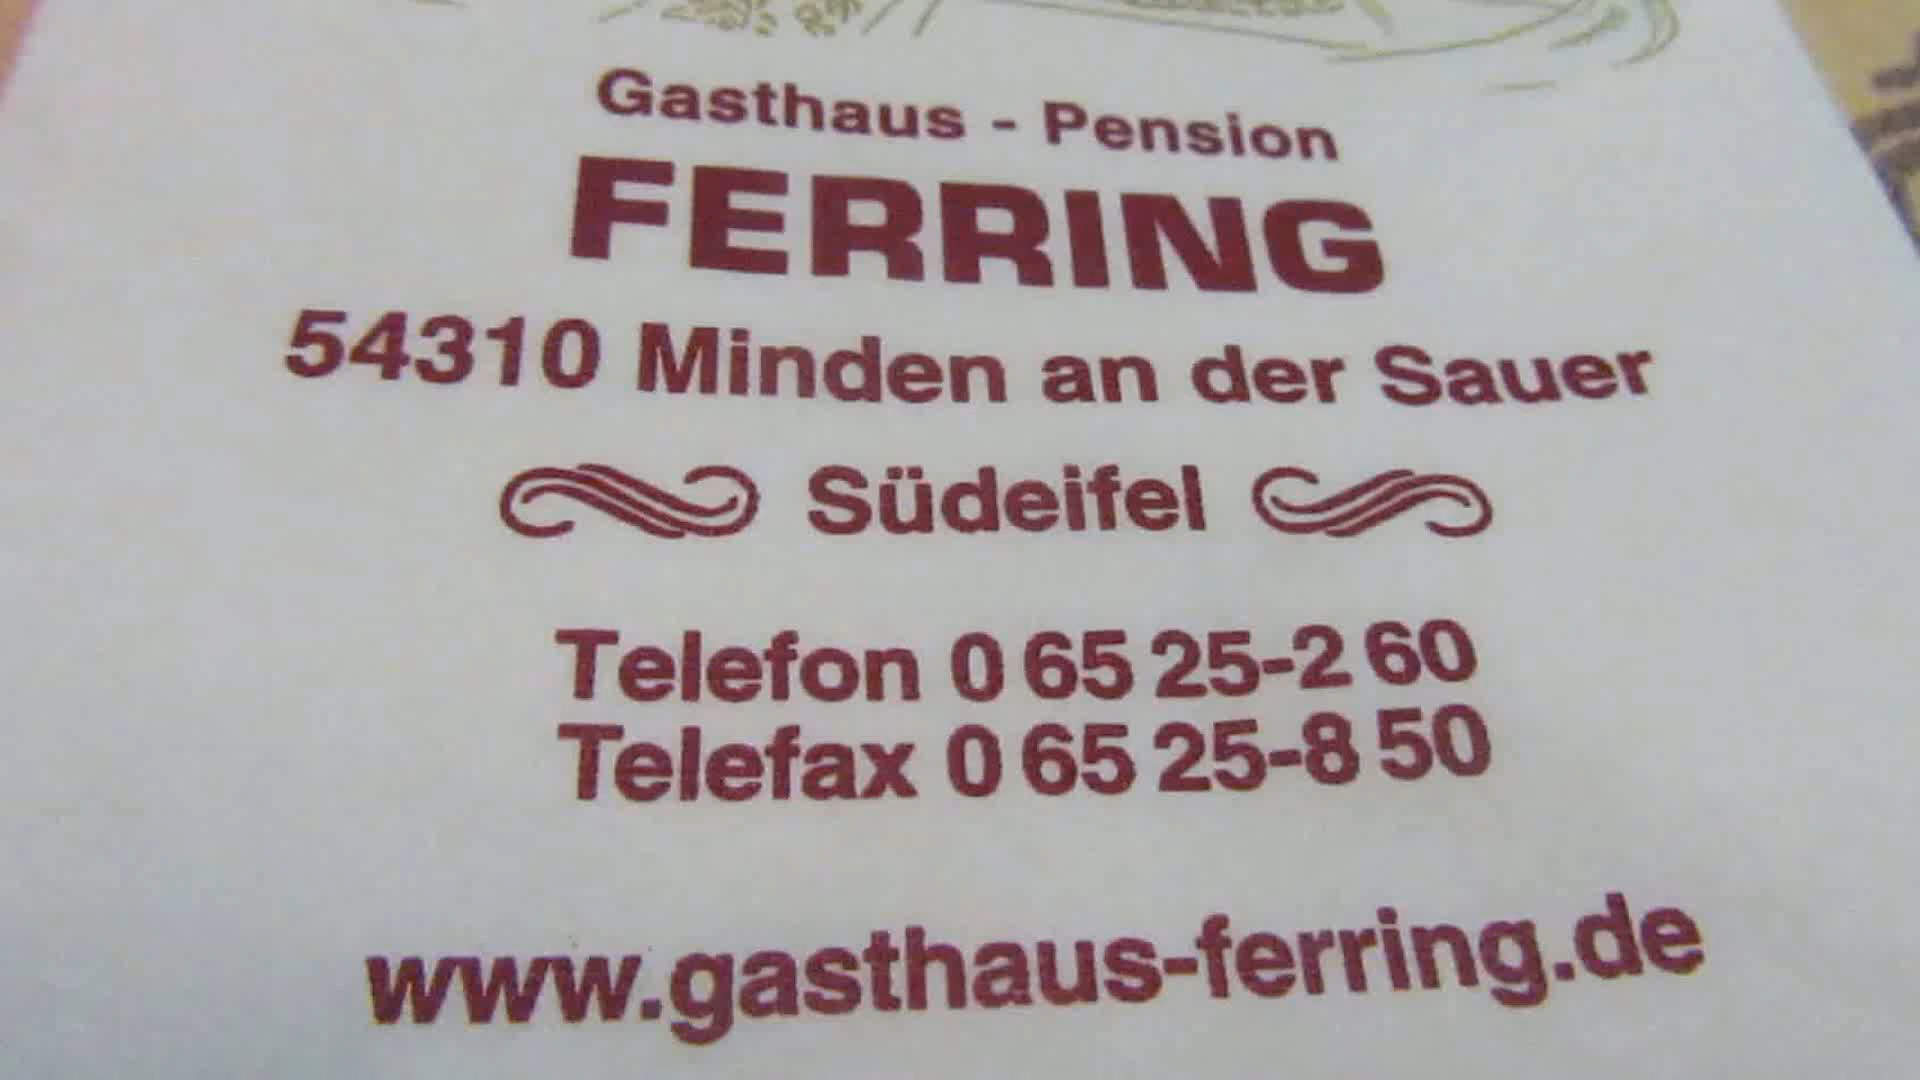 Gasthaus - Pension
FERRING
54310 Minden an der Sauer
Südeifel
Telefon 0 65 25-2 60
Telefax 0 65 25-8 50
www.gasthaus-ferring.de